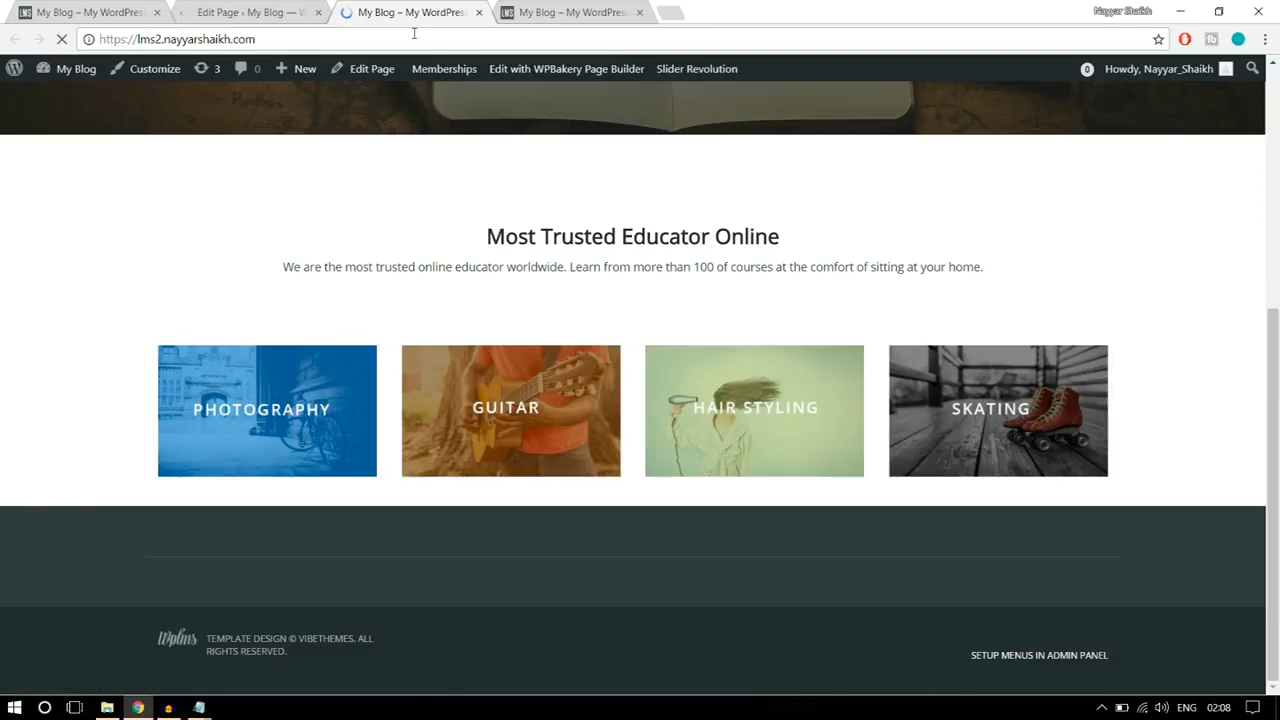 My Blog – My WordPress
Edit Page ‹ My Blog — W
My Blog – My WordPress
My Blog – My WordPress
Nayyar Shaikh
https://lms2.nayyarshaikh.com
My Blog
Customize
3
0
New
Edit Page
Memberships
Edit with WPBakery Page Builder
Slider Revolution
0
Howdy, Nayyar_Shaikh
Most Trusted Educator Online
We are the most trusted online educator worldwide. Learn from more than 100 of courses at the comfort of sitting at your home.
PHOTOGRAPHY
GUITAR
HAIR STYLING
SKATING
Wplms
TEMPLATE DESIGN © VIBETHEMES. ALL
RIGHTS RESERVED.
SETUP MENUS IN ADMIN PANEL
ENG
02:08